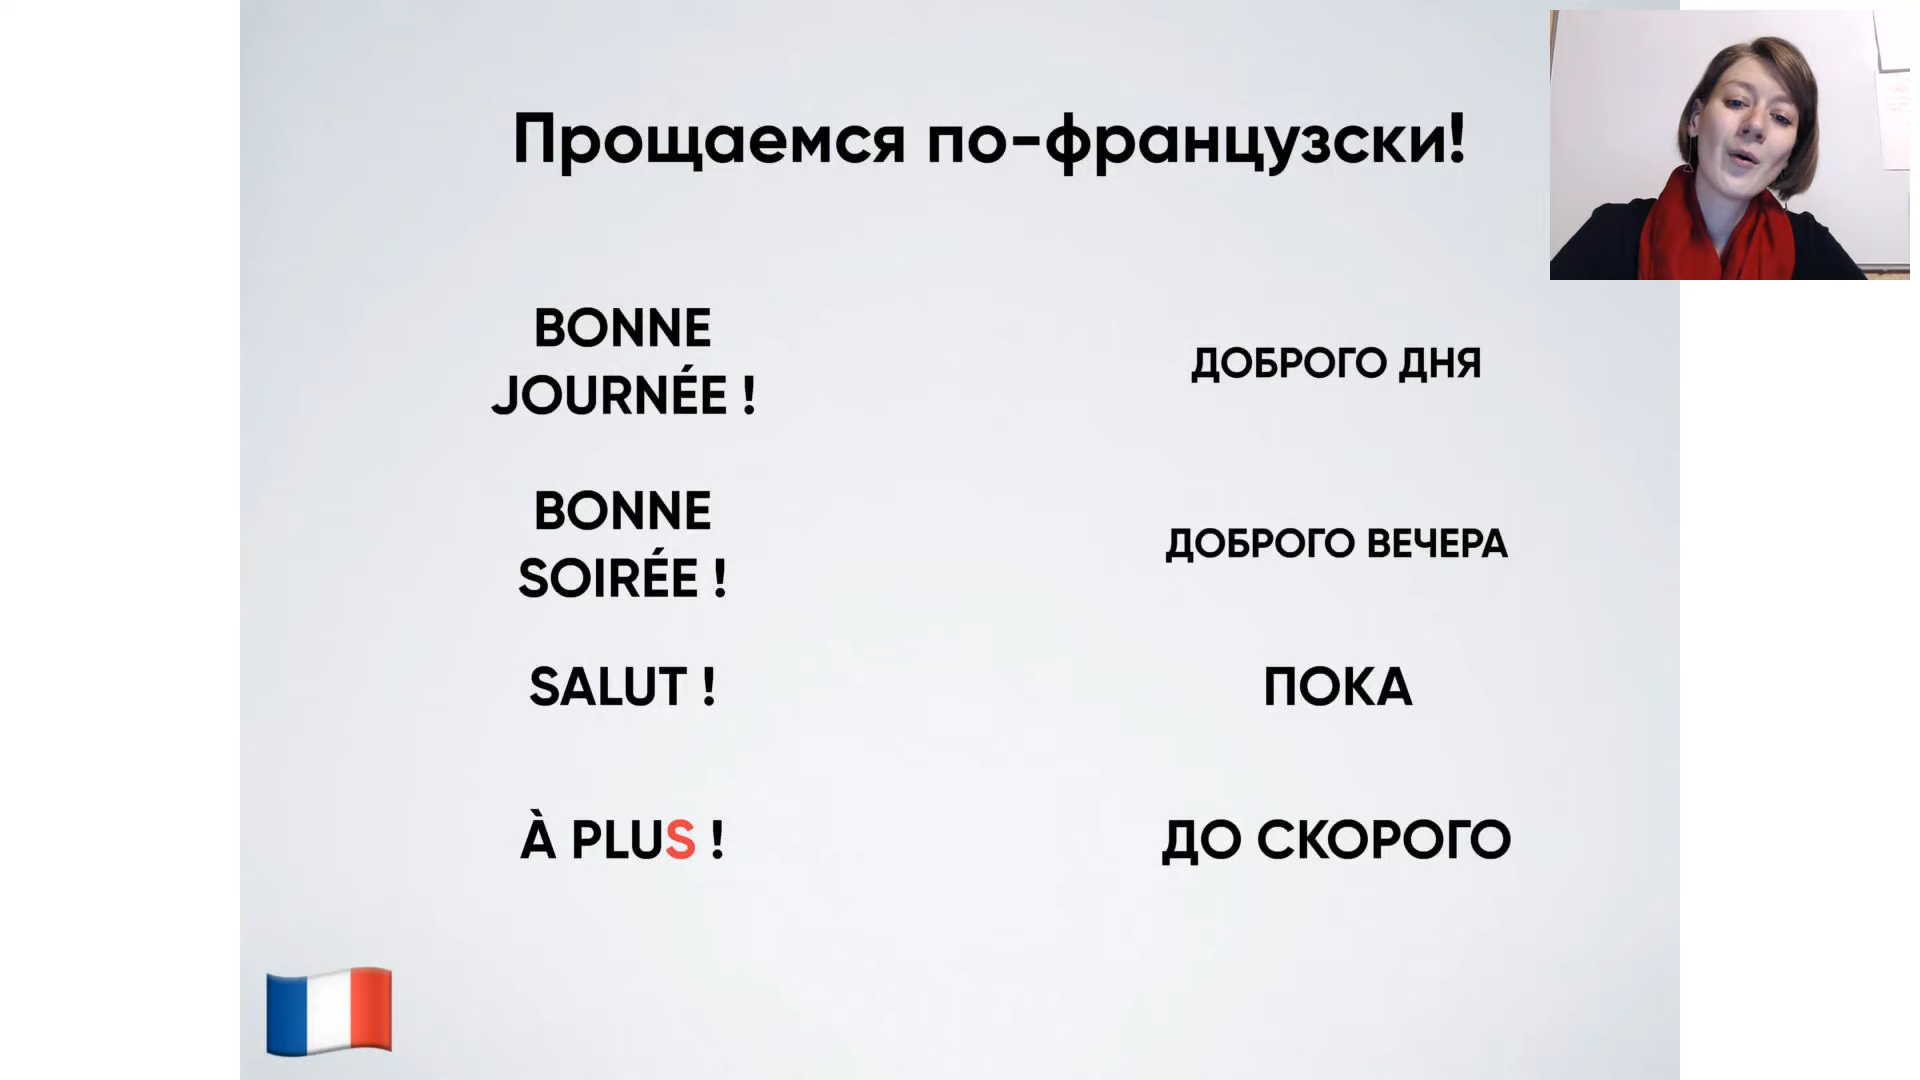 Прощаемся по-французски!
BONNE
JOURNÉE !
ДОБРОГО ДНЯ
BONNE
SOIRÉE !
ДОБРОГО ВЕЧЕРА
SALUT !
ПОКА
À PLUS !
ДО СКОРОГО